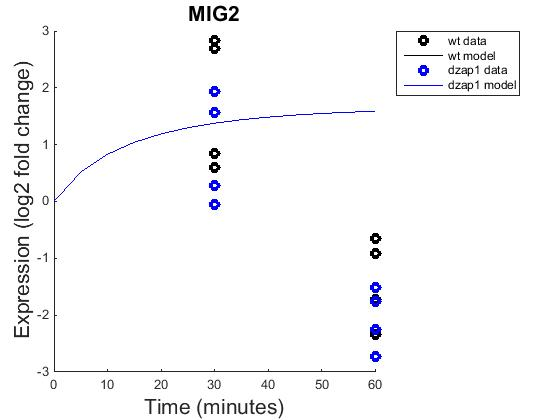 MIG2
3
2
1
0
-1
-2
-3
Expression (log2 fold change)
0
10
20
30
40
50
60
Time (minutes)
wt data
wt model
dzap1 data
dzap1 model